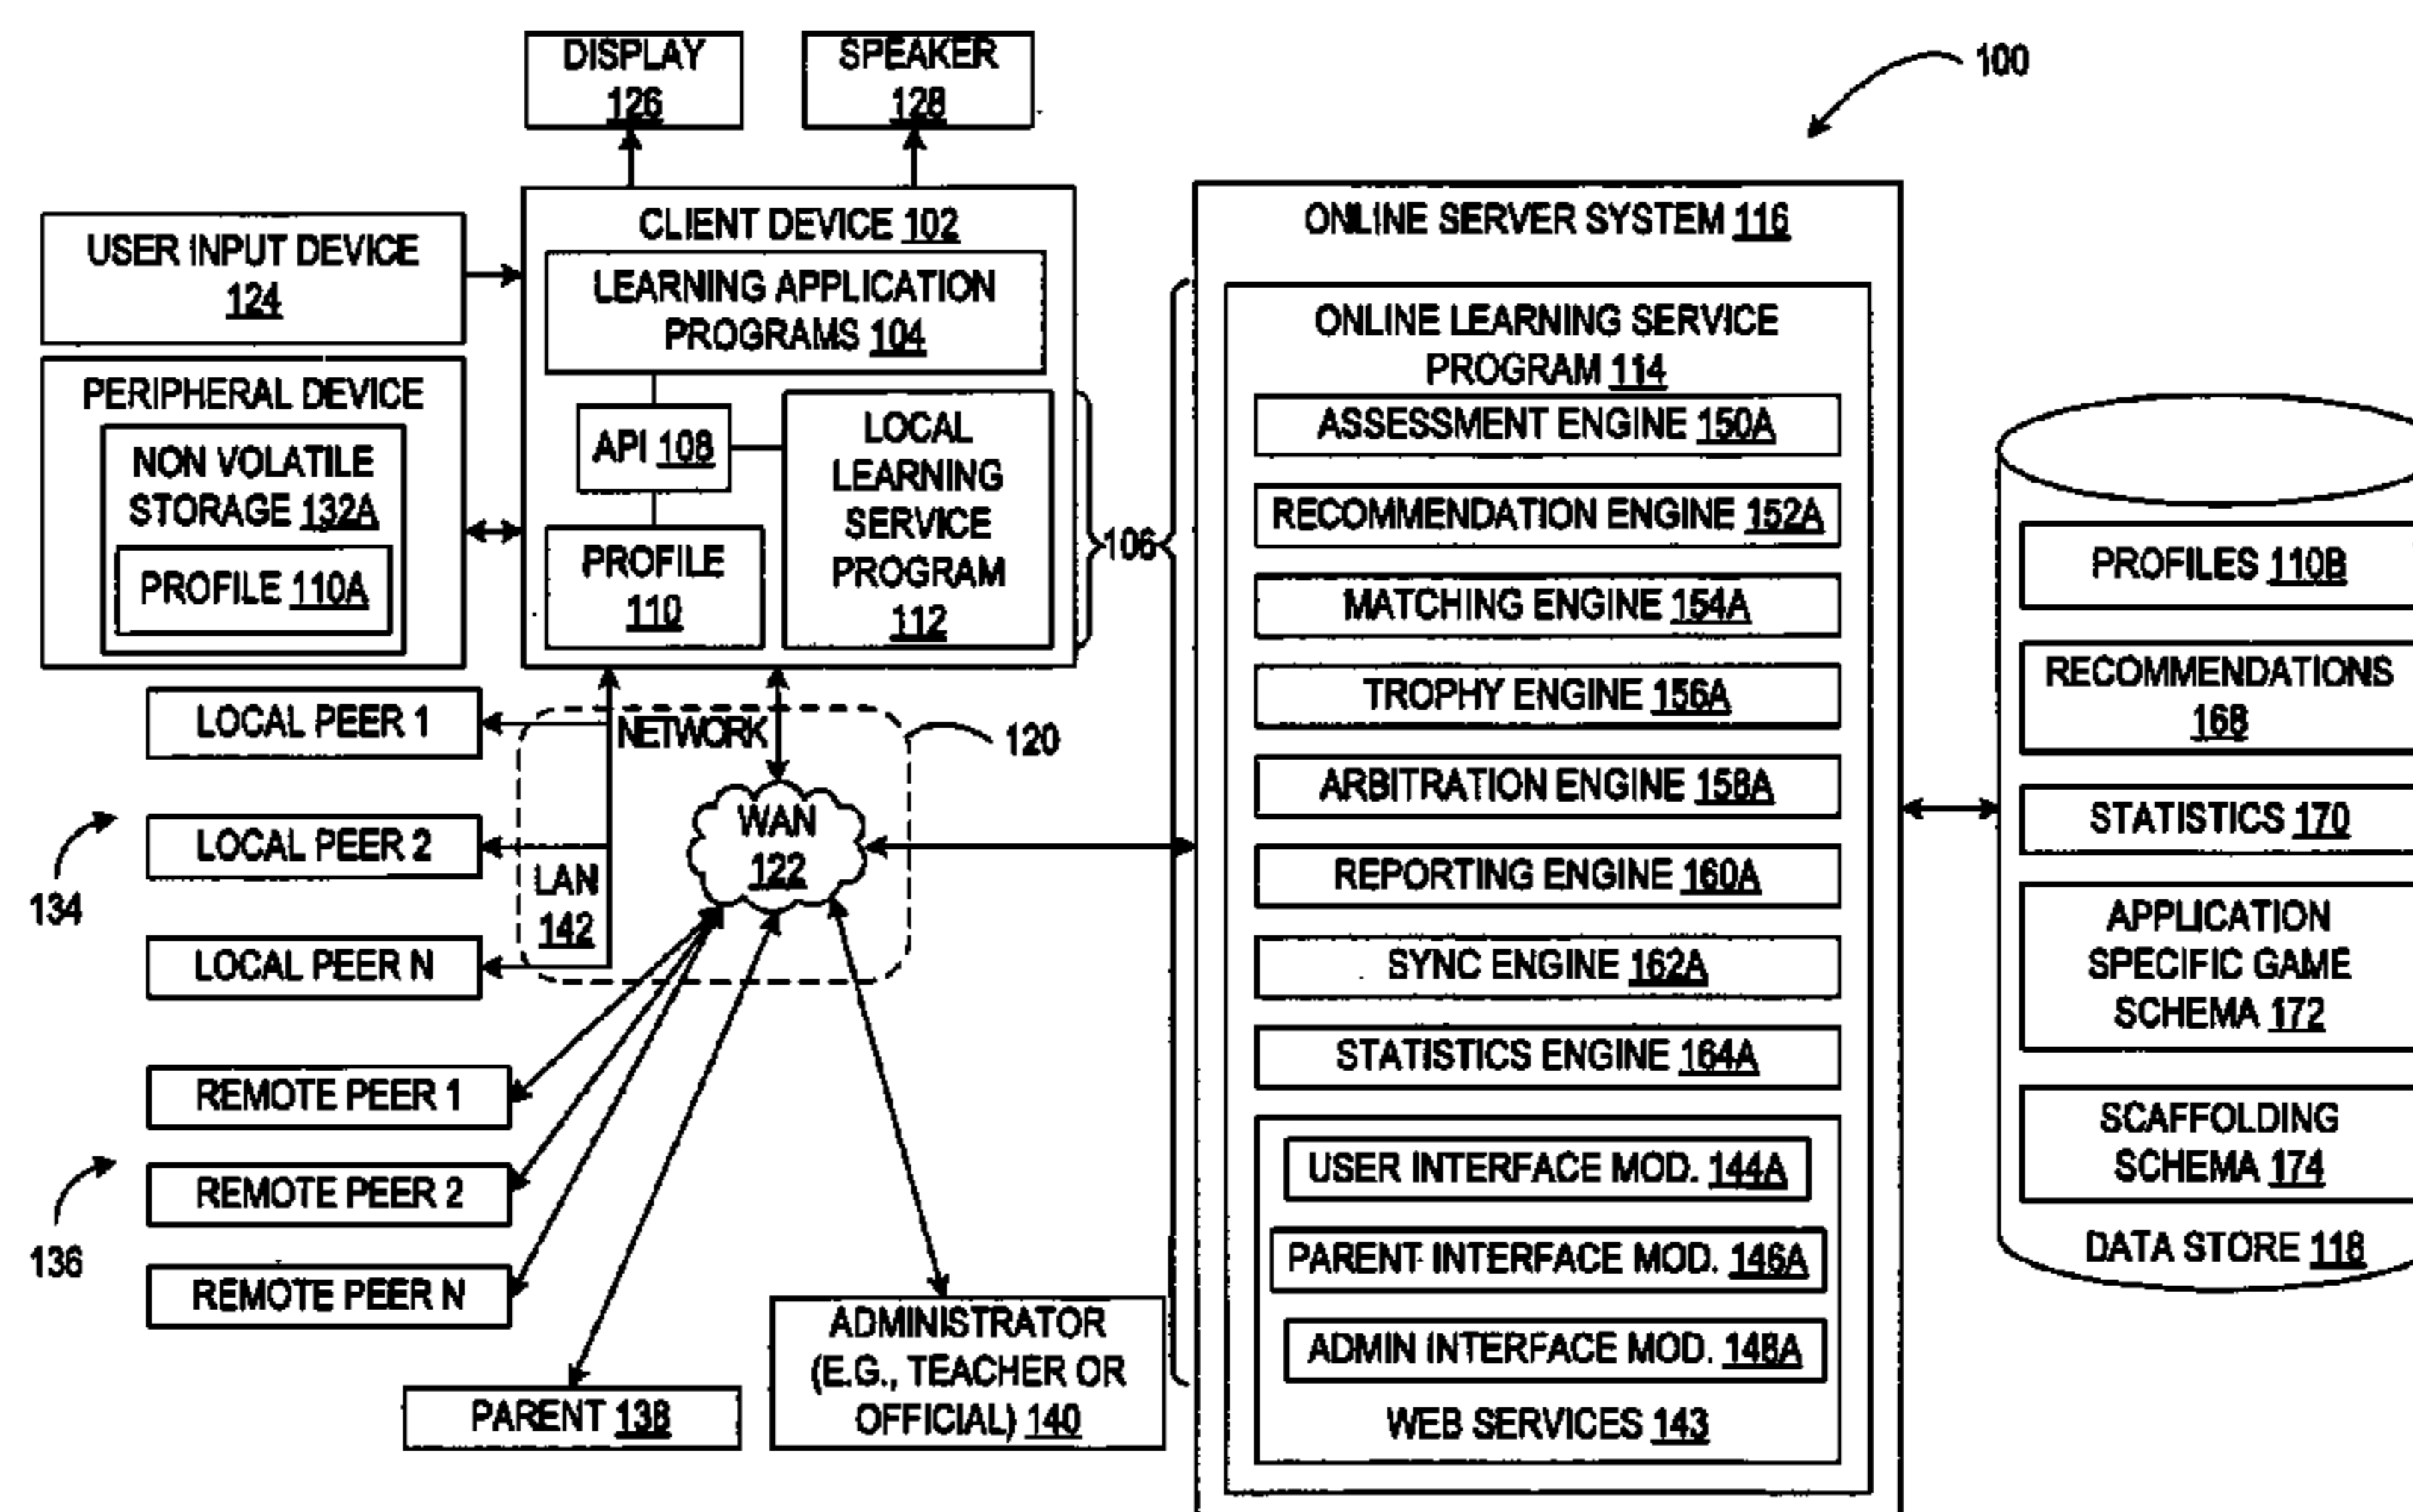 DISPLAY
126
SPEAKER
128
100
USER INPUT DEVICE
124
PERIPHERAL DEVICE
NON VOLATILE
STORAGE 132A
PROFILE 110A
CLIENT DEVICE 102
LEARNING APPLICATION
PROGRAMS 104
API 108
PROFILE
110
LOCAL
LEARNING
SERVICE
PROGRAM
112
106
LOCAL PEER 1
LOCAL PEER 2
LOCAL PEER N
134
NETWORK
120
WAN
122
LAN
142
REMOTE PEER 1
REMOTE PEER 2
REMOTE PEER N
136
PARENT 138
ADMINISTRATOR
(E.G., TEACHER OR
OFFICIAL) 140
ONLINE SERVER SYSTEM 116
ONLINE LEARNING SERVICE
PROGRAM 114
ASSESSMENT ENGINE 150A
RECOMMENDATION ENGINE 152A
MATCHING ENGINE 154A
TROPHY ENGINE 156A
ARBITRATION ENGINE 158A
REPORTING ENGINE 160A
SYNC ENGINE 162A
STATISTICS ENGINE 164A
USER INTERFACE MOD. 144A
PARENT INTERFACE MOD. 146A
ADMIN INTERFACE MOD. 148A
WEB SERVICES 143
PROFILES 110B
RECOMMENDATIONS
168
STATISTICS 170
APPLICATION
SPECIFIC GAME
SCHEMA 172
SCAFFOLDING
SCHEMA 174
DATA STORE 118